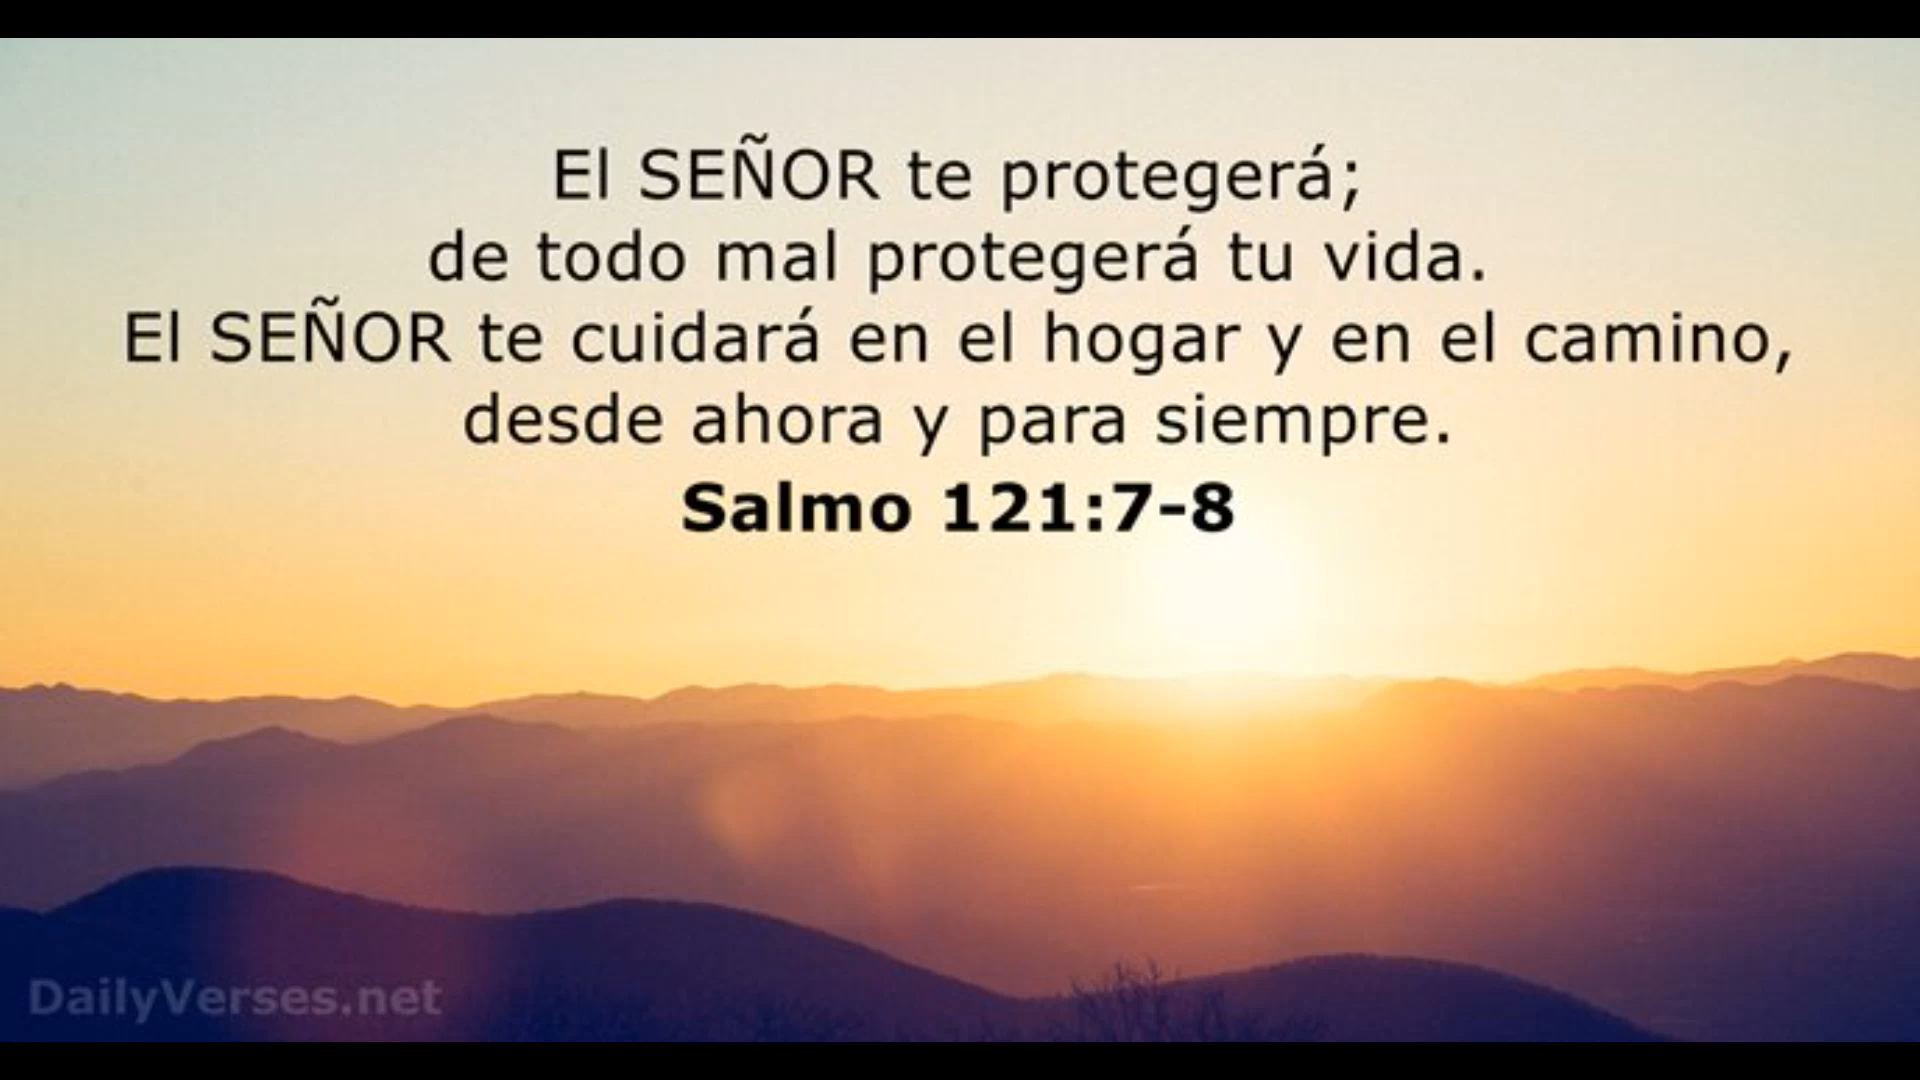 El SEÑOR te protegerá;
de todo mal protegerá tu vida.
El SEÑOR te cuidará en el hogar y en el camino,
desde ahora y para siempre.
Salmo 121:7-8
DailyVerses.net